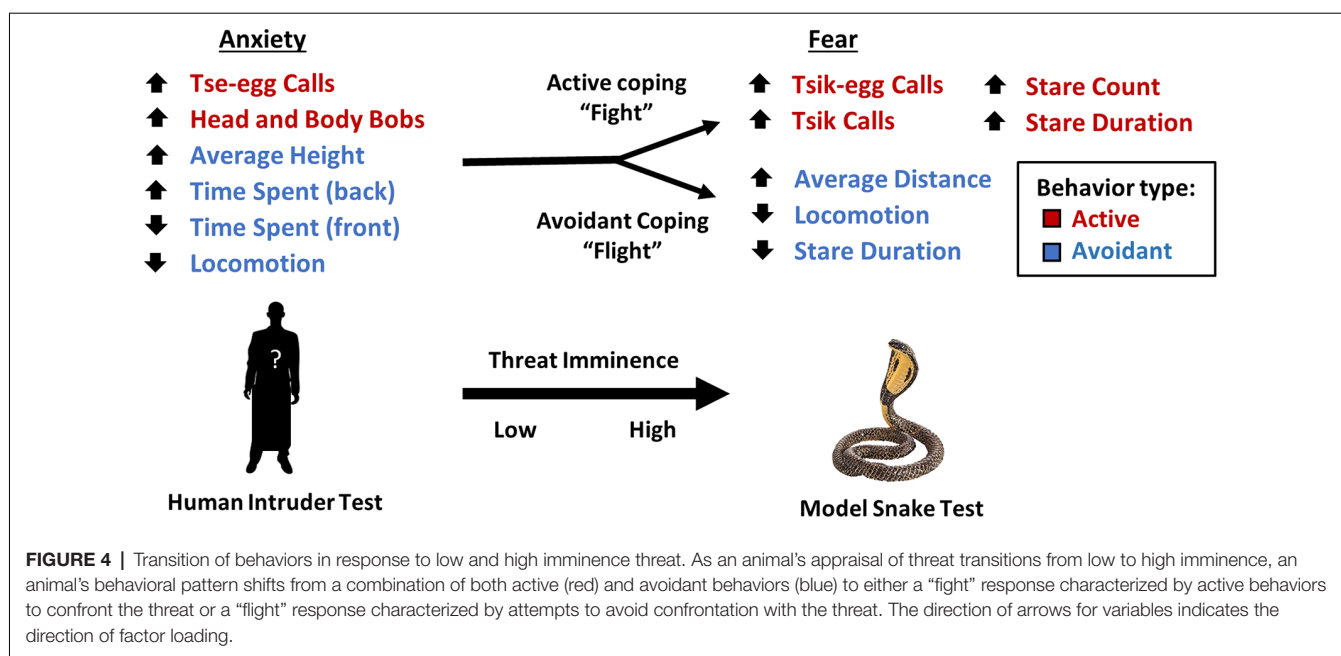 Anxiety
Tse-egg Calls
Head and Body Bobs
Average Height
Time Spent (back)
Time Spent (front)
Locomotion
Active coping
“Fight”
Avoidant Coping
“Flight”
Fear
Tsik-egg Calls
Tsik Calls
Stare Count
Stare Duration
Average Distance
Locomotion
Stare Duration
Behavior type:
Active
Avoidant
?
Threat Imminence
Low High
Human Intruder Test
Model Snake Test
FIGURE 4 | Transition of behaviors in response to low and high imminence threat. As an animal’s appraisal of threat transitions from low to high imminence, an
animal’s behavioral pattern shifts from a combination of both active (red) and avoidant behaviors (blue) to either a “fight” response characterized by active behaviors
to confront the threat or a “flight” response characterized by attempts to avoid confrontation with the threat. The direction of arrows for variables indicates the
direction of factor loading.